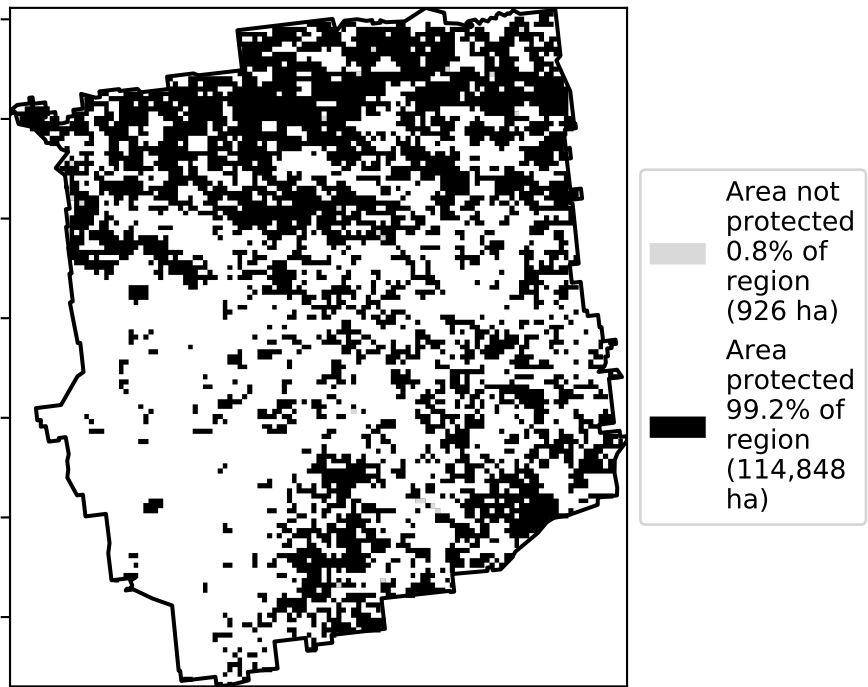 Area not
protected
0.8% of
region
(926 ha)
Area
protected
99.2% of
region
(114,848
ha)